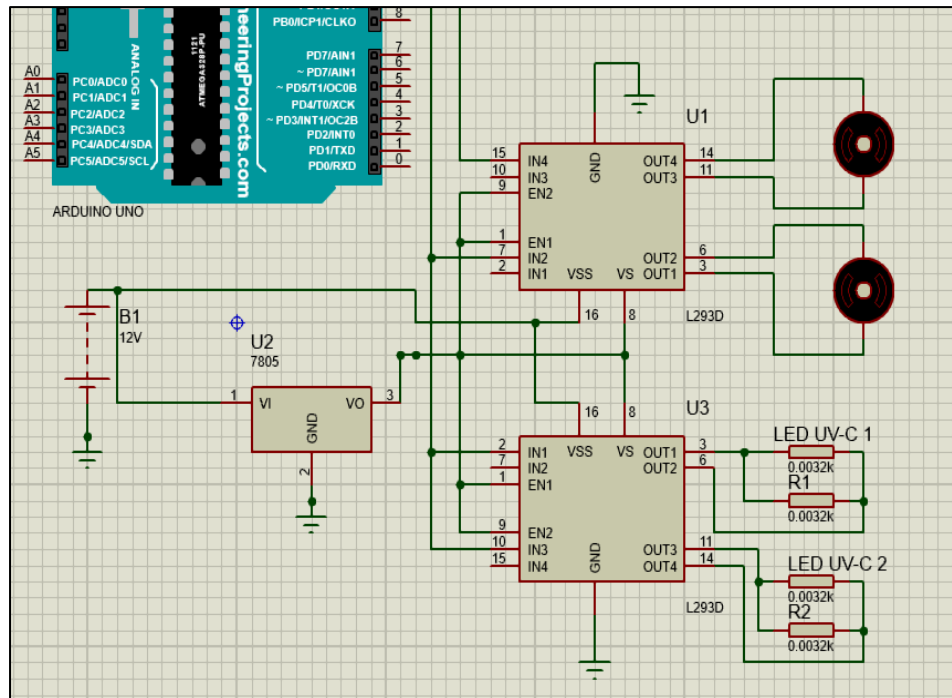 8
PB0/ICP1/CLKO
7
PD7/AIN1
6
~ PD7/AIN1
5
~ PD5/T1/OC0B
4
PD4/T0/XCK
3
~ PD3/INT1/OC2B
2
PD2/INT0
1
PD1/TXD
0
PD0/RXD
ANALOG IN
1121
ATMEGA328P-PU
neeringProjects.com
A0
PC0/ADC0
A1
PC1/ADC1
A2
PC2/ADC2
A3
PC3/ADC3
A4
PC4/ADC4/SDA
A5
PC5/ADC5/SCL
ARDUINO UNO
U1
15
IN4
10
IN3
9
EN2
1
EN1
7
IN2
2
IN1
GND
VSS
VS
OUT4
14
OUT3
11
OUT2
6
OUT1
3
16
8
L293D
B1
12V
U2
7805
1
VI
VO
3
GND
2
U3
16
8
2
IN1
7
IN2
1
EN1
9
EN2
10
IN3
15
IN4
VSS
VS
GND
OUT1
3
OUT2
6
OUT3
11
OUT4
14
L293D
LED UV-C 1
0.0032k
R1
0.0032k
LED UV-C 2
0.0032k
R2
0.0032k